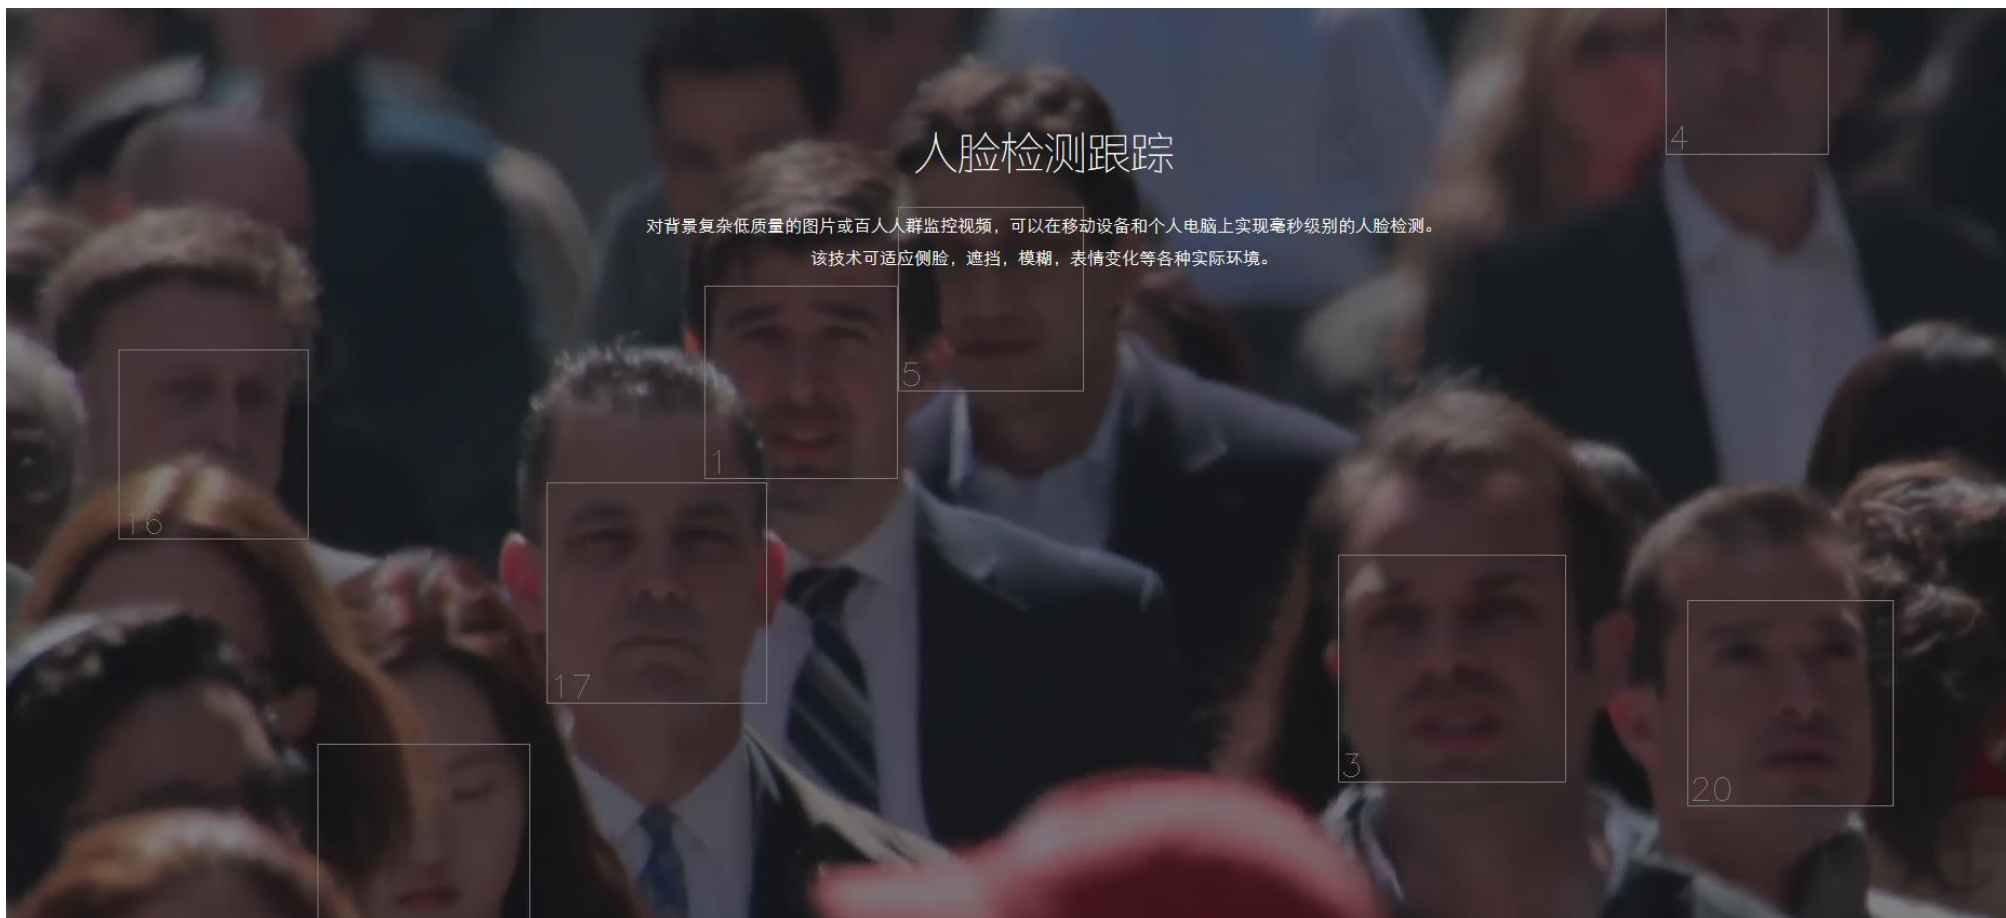 4
人脸检测跟踪
对背景复杂低质量的图片或百人人群监控视频，可以在移动设备和个人电脑上实现毫秒级别的人脸检测。
该技术可适应侧脸，遮挡，模糊，表情变化等各种实际环境。
5
1
16
17
3
20